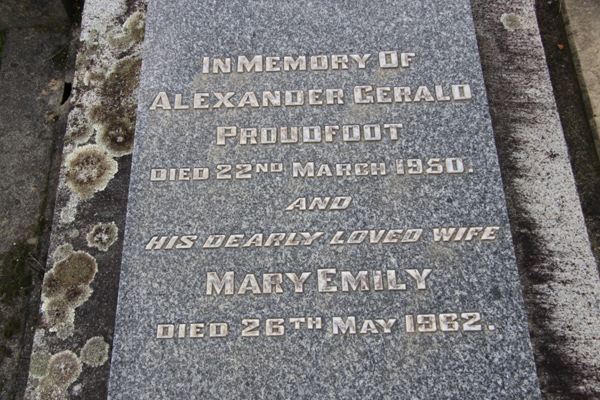 In Memory Of
Alexander Gerald
Proudfoot
Died 22nd March 1950.
AND
HIS DEARLY LOVED WIFE
Mary Emily
Died 26th May 1962.